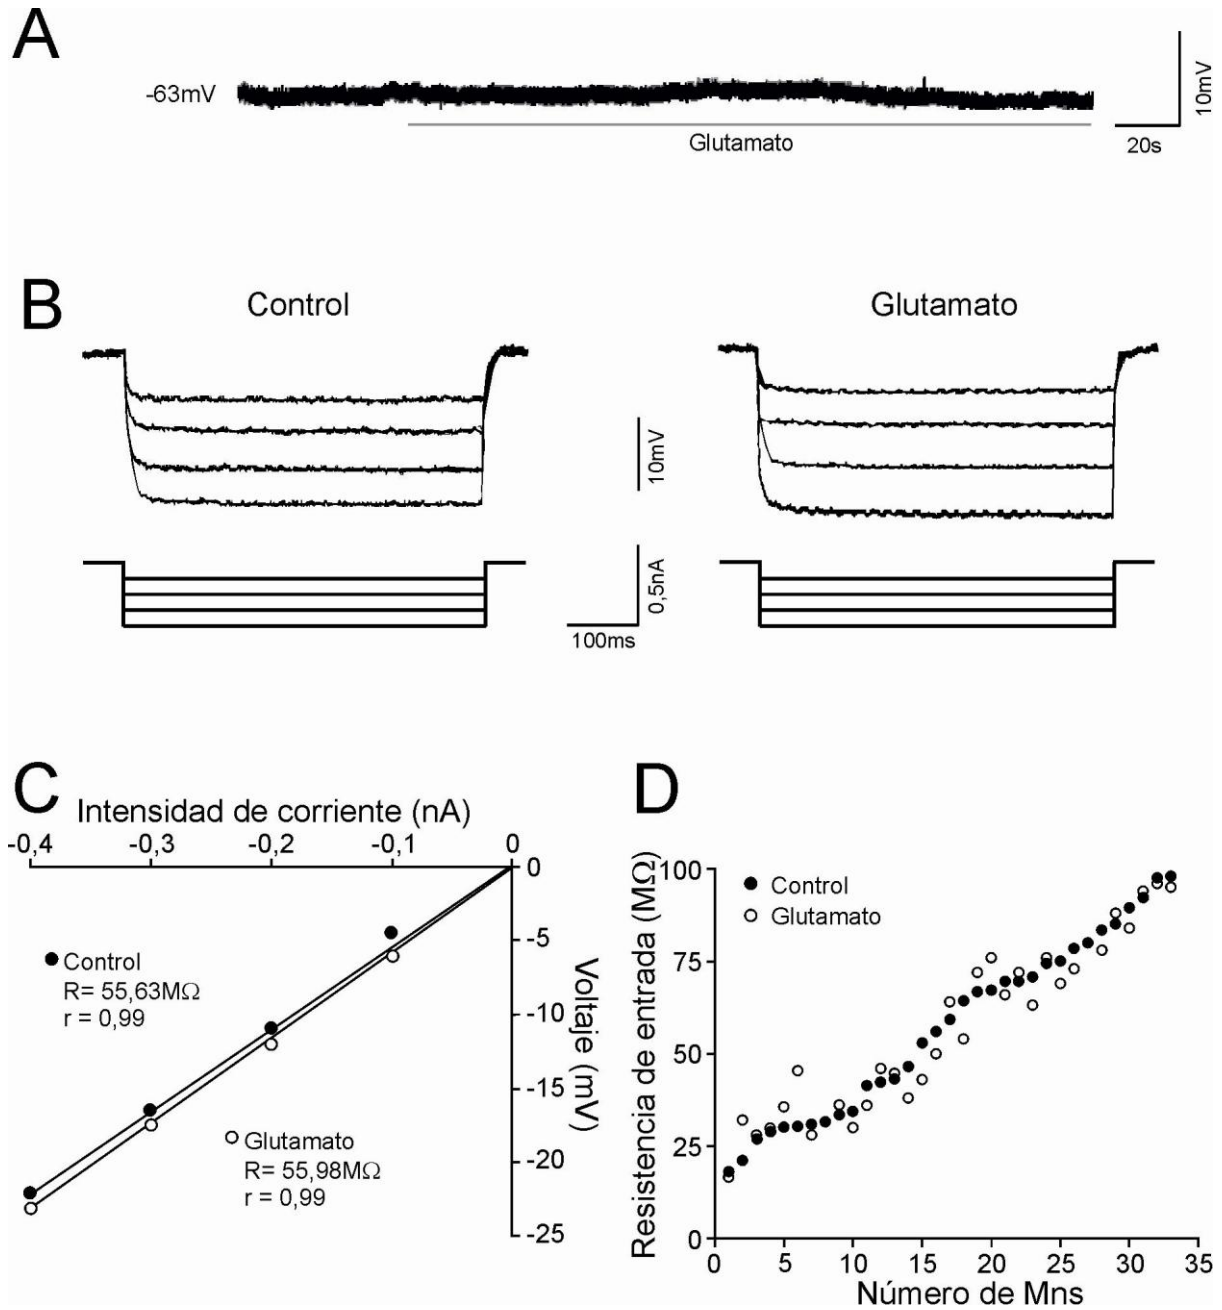 A
-63mV
Glutamato
10mV
20s
B
Control
Glutamato
10mV
0,5nA
100ms
C
Intensidad de corriente (nA)
-0,4
-0,3
-0,2
-0,1
0
0
-5
-10
-15
-20
-25
Voltaje (mV)
Control
R= 55,63MΩ
r = 0,99
Glutamato
R= 55,98MΩ
r = 0,99
D
Resistencia de entrada (MΩ)
100
75
50
25
0
Control
Glutamato
0
5
10
15
20
25
30
35
Número de Mns